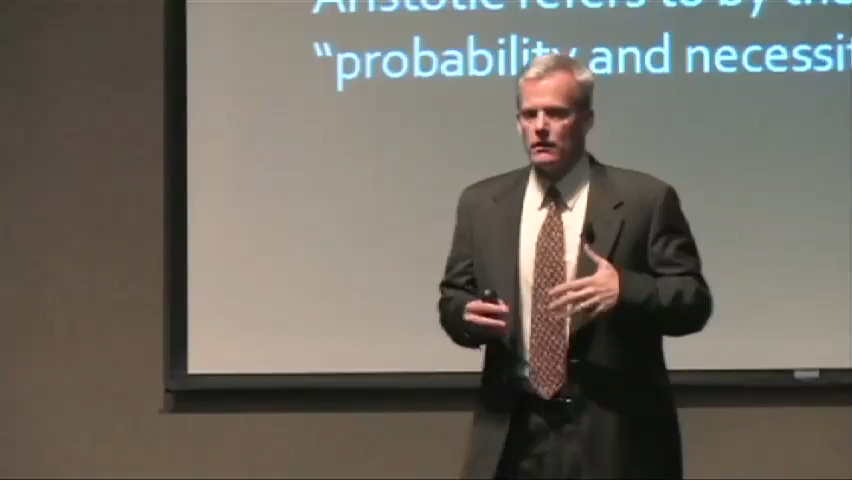 Aristotle refers to by the
“probability and necessit